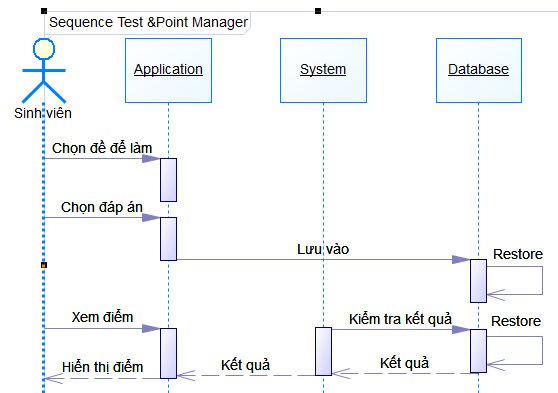 Sequence Test &Point Manager
Application
System
Database
Sinh viên
Chọn đề để làm
Chọn đáp án
Lưu vào
Restore
Xem điểm
Kiểm tra kết quả
Restore
Hiển thị điểm
Kết quả
Kết quả